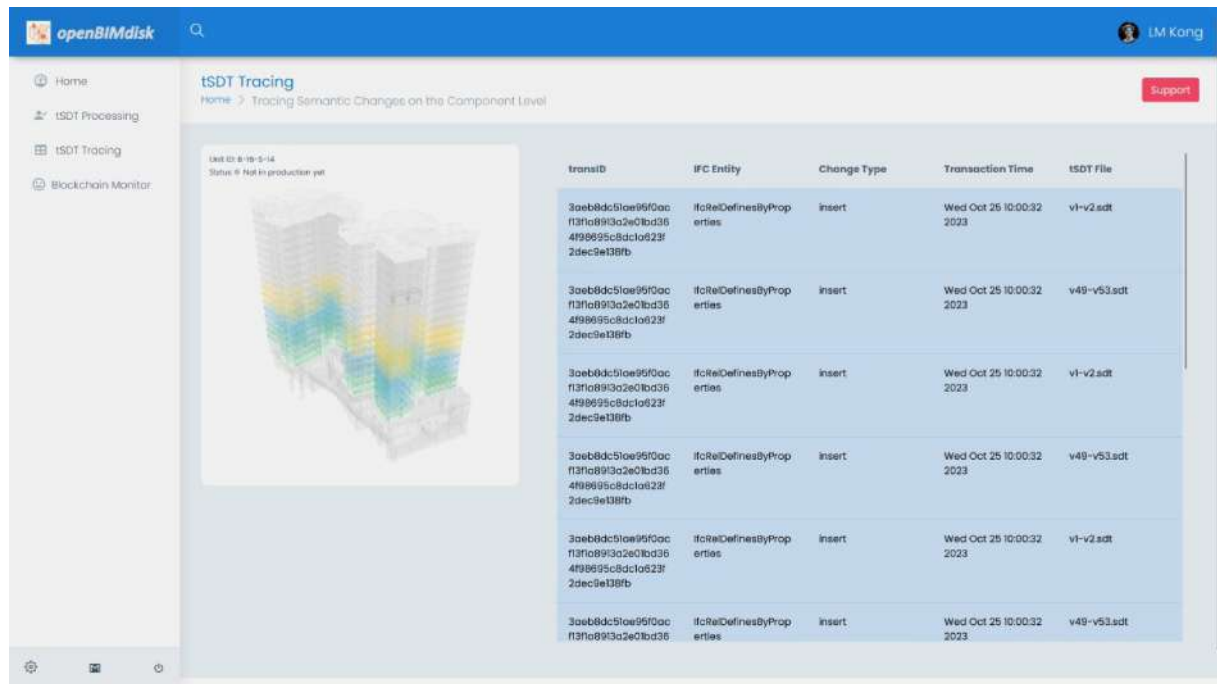 openBIMdisk
LM Kong
Home
tSDT Processing
tSDT Tracing
Blockchain Monitor
tSDT Tracing
Home > Tracing Semantic Changes on the Component Level
Support
Unit ID: B-19-S-14
Not in production yet
transID IFC Entity Change Type Transaction Time tSDT File
3aeb8dc51ae95f0ac IfcRelDefinesByProp insert Wed Oct 25 10:00:32 v1-v2.sdt
f13f1a8913a2e01bd36 erties 2023
4f98695c8dc1a623f
2dec9e138fb
3aeb8dc51ae95f0ac IfcRelDefinesByProp insert Wed Oct 25 10:00:32 v49-v53.sdt
f13f1a8913a2e01bd36 erties 2023
4f98695c8dc1a623f
2dec9e138fb
3aeb8dc51ae95f0ac IfcRelDefinesByProp insert Wed Oct 25 10:00:32 v1-v2.sdt
f13f1a8913a2e01bd36 erties 2023
4f98695c8dc1a623f
2dec9e138fb
3aeb8dc51ae95f0ac IfcRelDefinesByProp insert Wed Oct 25 10:00:32 v49-v53.sdt
f13f1a8913a2e01bd36 erties 2023
4f98695c8dc1a623f
2dec9e138fb
3aeb8dc51ae95f0ac IfcRelDefinesByProp insert Wed Oct 25 10:00:32 v1-v2.sdt
f13f1a8913a2e01bd36 erties 2023
4f98695c8dc1a623f
2dec9e138fb
3aeb8dc51ae95f0ac IfcRelDefinesByProp insert Wed Oct 25 10:00:32 v49-v53.sdt
f13f1a8913a2e01bd36 erties 2023